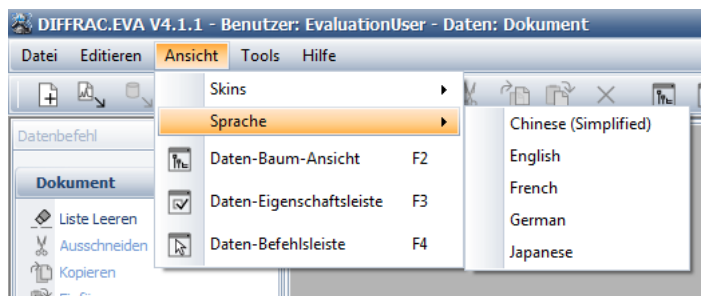 DIFFRAC.EVA V4.1.1 - Benutzer: EvaluationUser - Daten: Dokument
Datei Editieren Ansicht Tools Hilfe
Skins
Sprache
Daten-Baum-Ansicht F2
Daten-Eigenschaftsleiste F3
Daten-Befehlsleiste F4
Chinese (Simplified)
English
French
German
Japanese
Datenbefehl
Dokument
Liste Leeren
Ausschneiden
Kopieren